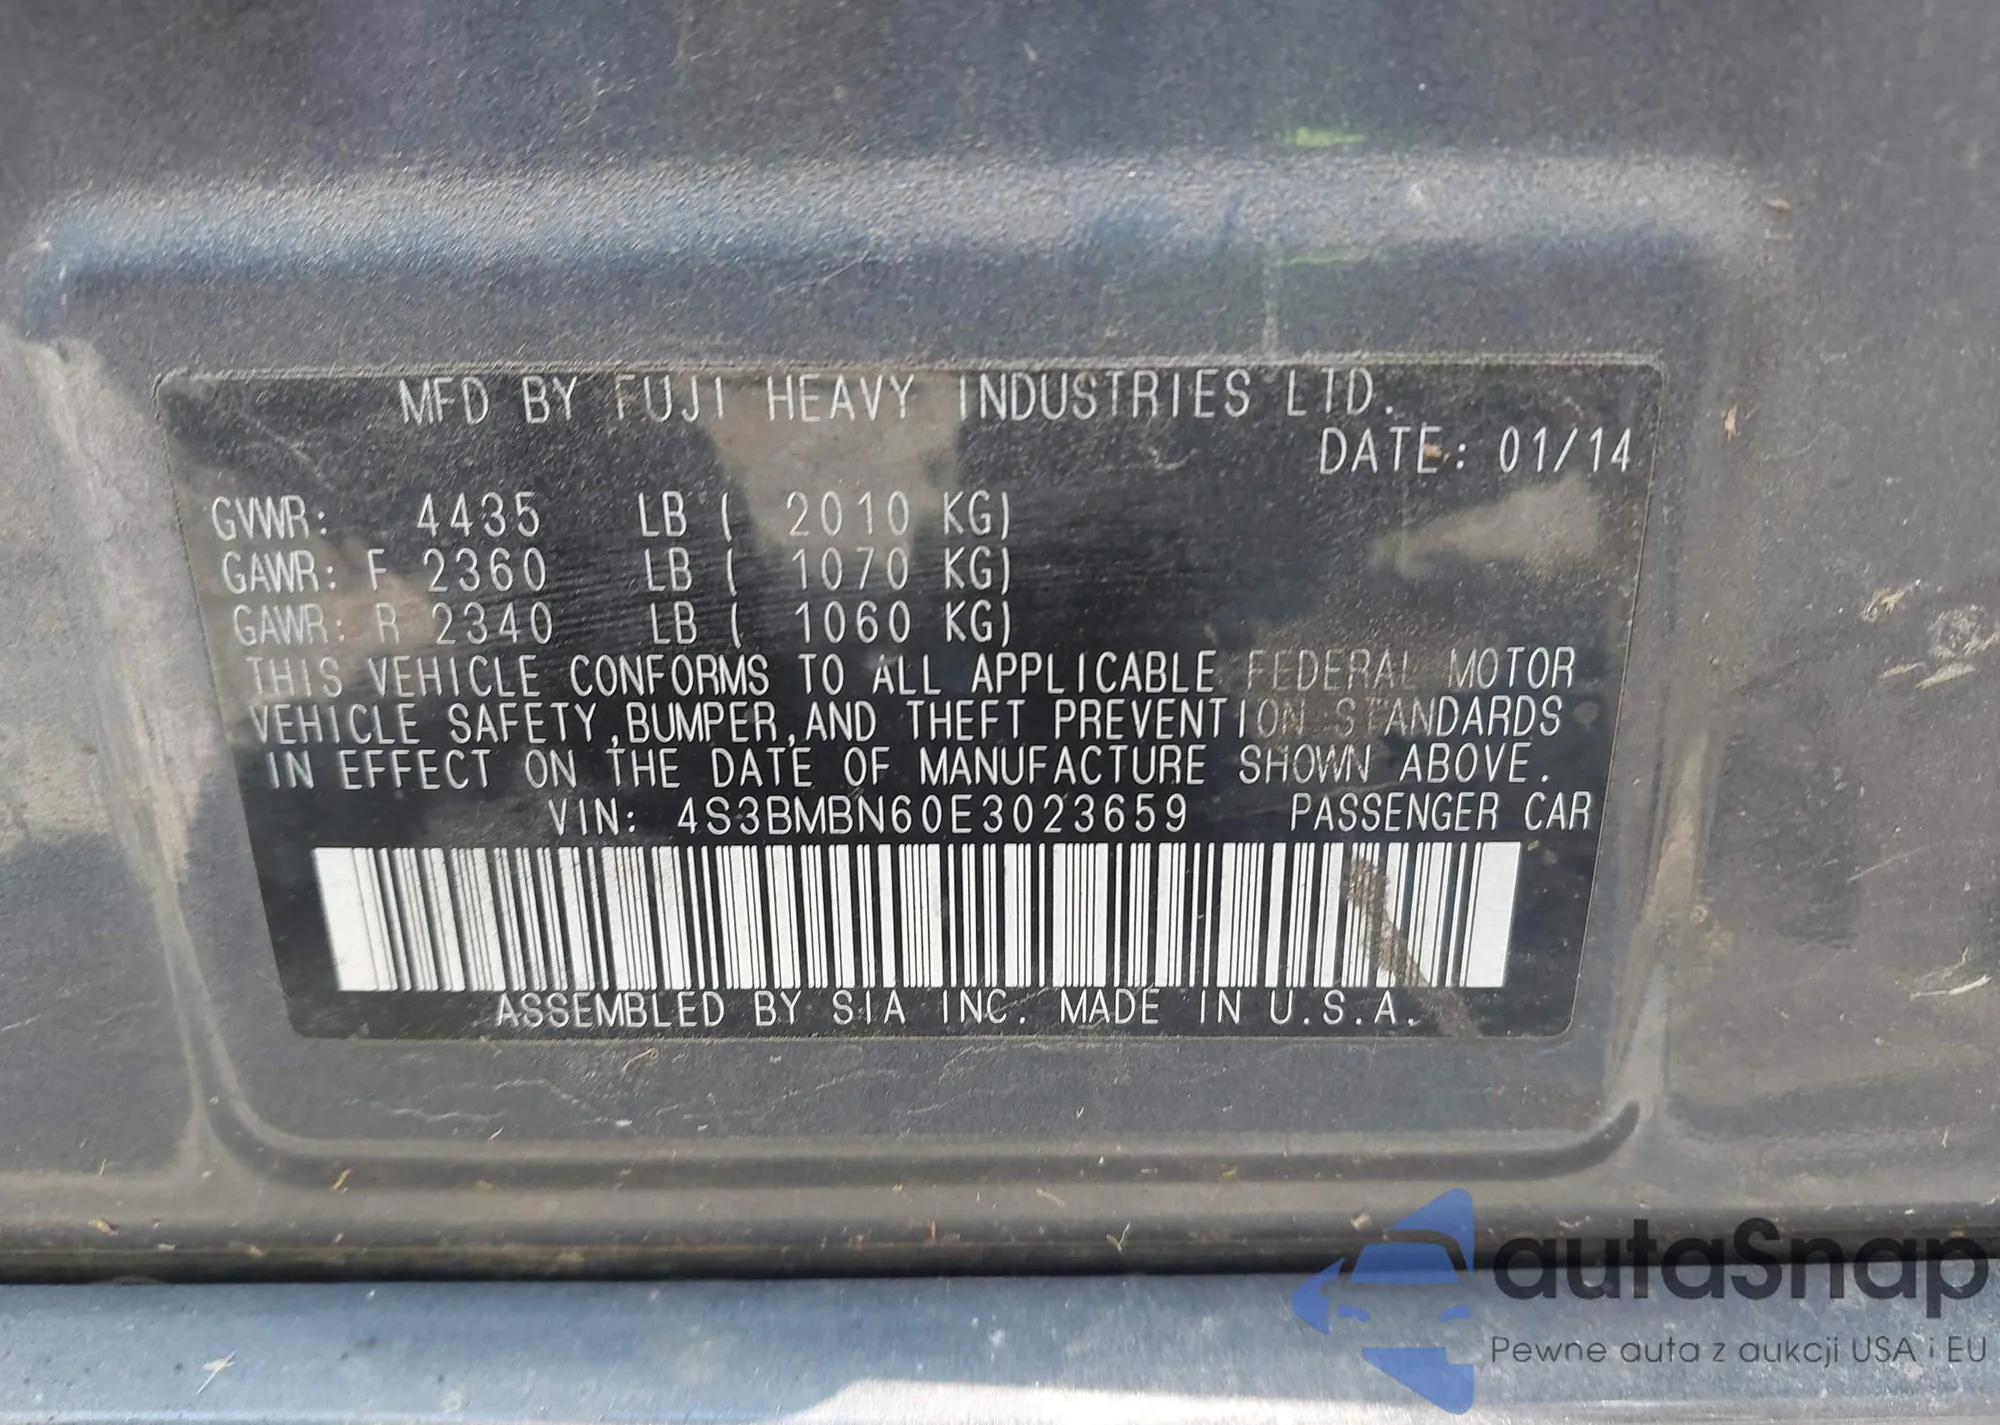 MFD BY FUJI HEAVY INDUSTRIES LTD.
DATE: 01/14
GVWR: 4435 LB ( 2010 KG)
GAWR: F 2360 LB ( 1070 KG)
GAWR: R 2340 LB ( 1060 KG)
THIS VEHICLE CONFORMS TO ALL APPLICABLE FEDERAL MOTOR
VEHICLE SAFETY,BUMPER,AND THEFT PREVENTION STANDARDS
IN EFFECT ON THE DATE OF MANUFACTURE SHOWN ABOVE.
VIN: 4S3BMBN60E3023659 PASSENGER CAR
ASSEMBLED BY SIA INC. MADE IN U.S.A.
autaSnap
Pewne auta z aukcji USA i EU